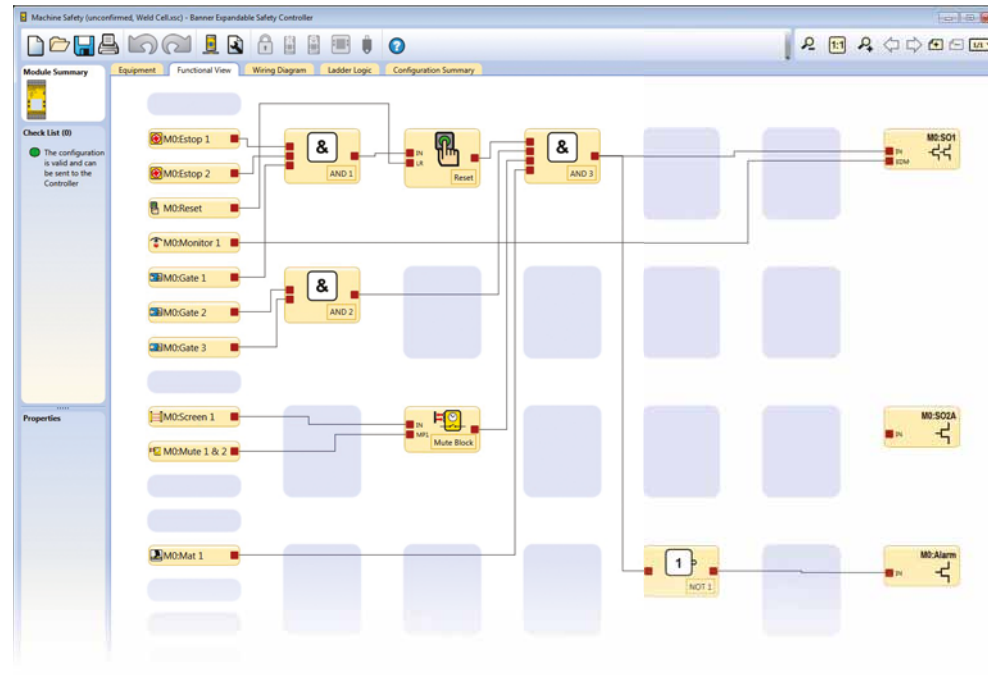 Machine Safety (unconfirmed, Weld Cell.xsc) - Banner Expandable Safety Controller
1:1
Module Summary
Equipment
Functional View
Wiring Diagram
Ladder Logic
Configuration Summary
Check List (0)
The configuration
is valid and can
be sent to the
Controller
Properties
M0:Estop 1
M0:Estop 2
M0:Reset
M0:Monitor 1
M0:Gate 1
M0:Gate 2
M0:Gate 3
M0:Screen 1
M0:Mute 1 & 2
M0:Mat 1
&
AND 1
&
AND 2
IN
LR
Reset
IN
MP1
Mute Block
&
AND 3
1
NOT 1
M0:SO1
IN
EDM
M0:SO2A
IN
M0:Alarm
IN